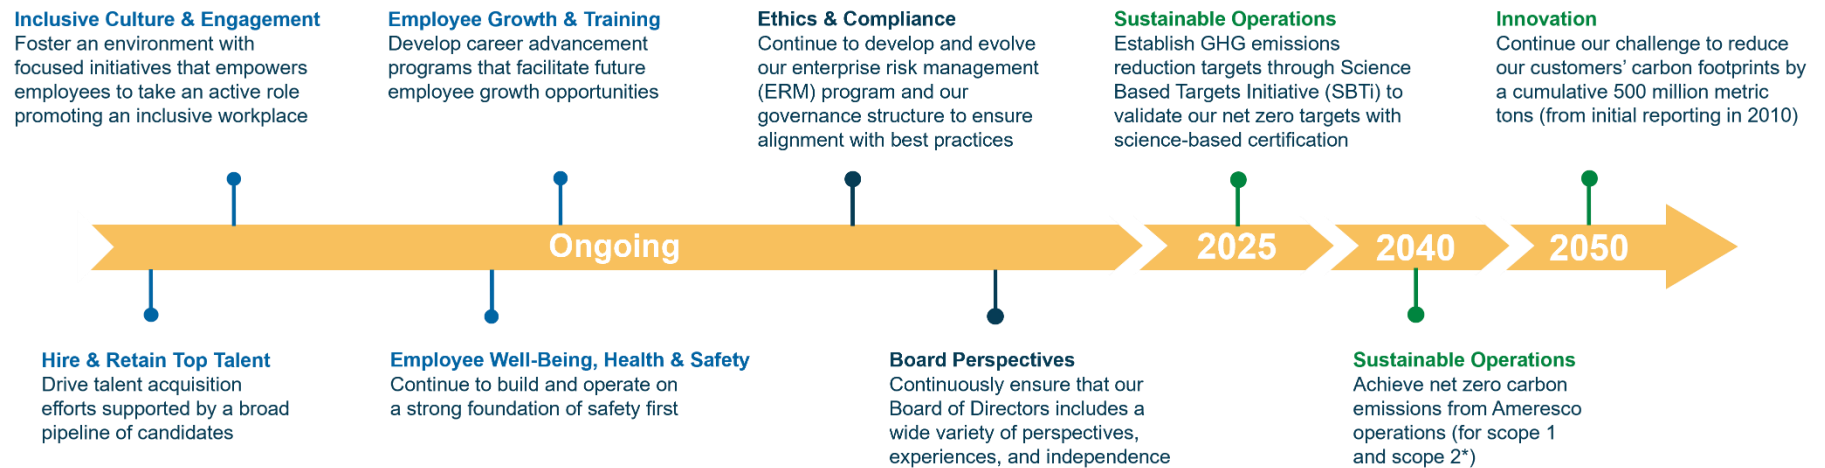 Inclusive Culture & Engagement
Foster an environment with
focused initiatives that empowers
employees to take an active role
promoting an inclusive workplace
Employee Growth & Training
Develop career advancement
programs that facilitate future
employee growth opportunities
Ethics & Compliance
Continue to develop and evolve
our enterprise risk management
(ERM) program and our
governance structure to ensure
alignment with best practices
Sustainable Operations
Establish GHG emissions
reduction targets through Science
Based Targets Initiative (SBTi) to
validate our net zero targets with
science-based certification
Innovation
Continue our challenge to reduce
our customers’ carbon footprints by
a cumulative 500 million metric
tons (from initial reporting in 2010)
Ongoing
2025
2040
2050
Hire & Retain Top Talent
Drive talent acquisition
efforts supported by a broad
pipeline of candidates
Employee Well-Being, Health & Safety
Continue to build and operate on
a strong foundation of safety first
Board Perspectives
Continuously ensure that our
Board of Directors includes a
wide variety of perspectives,
experiences, and independence
Sustainable Operations
Achieve net zero carbon
emissions from Ameresco
operations (for scope 1
and scope 2*)